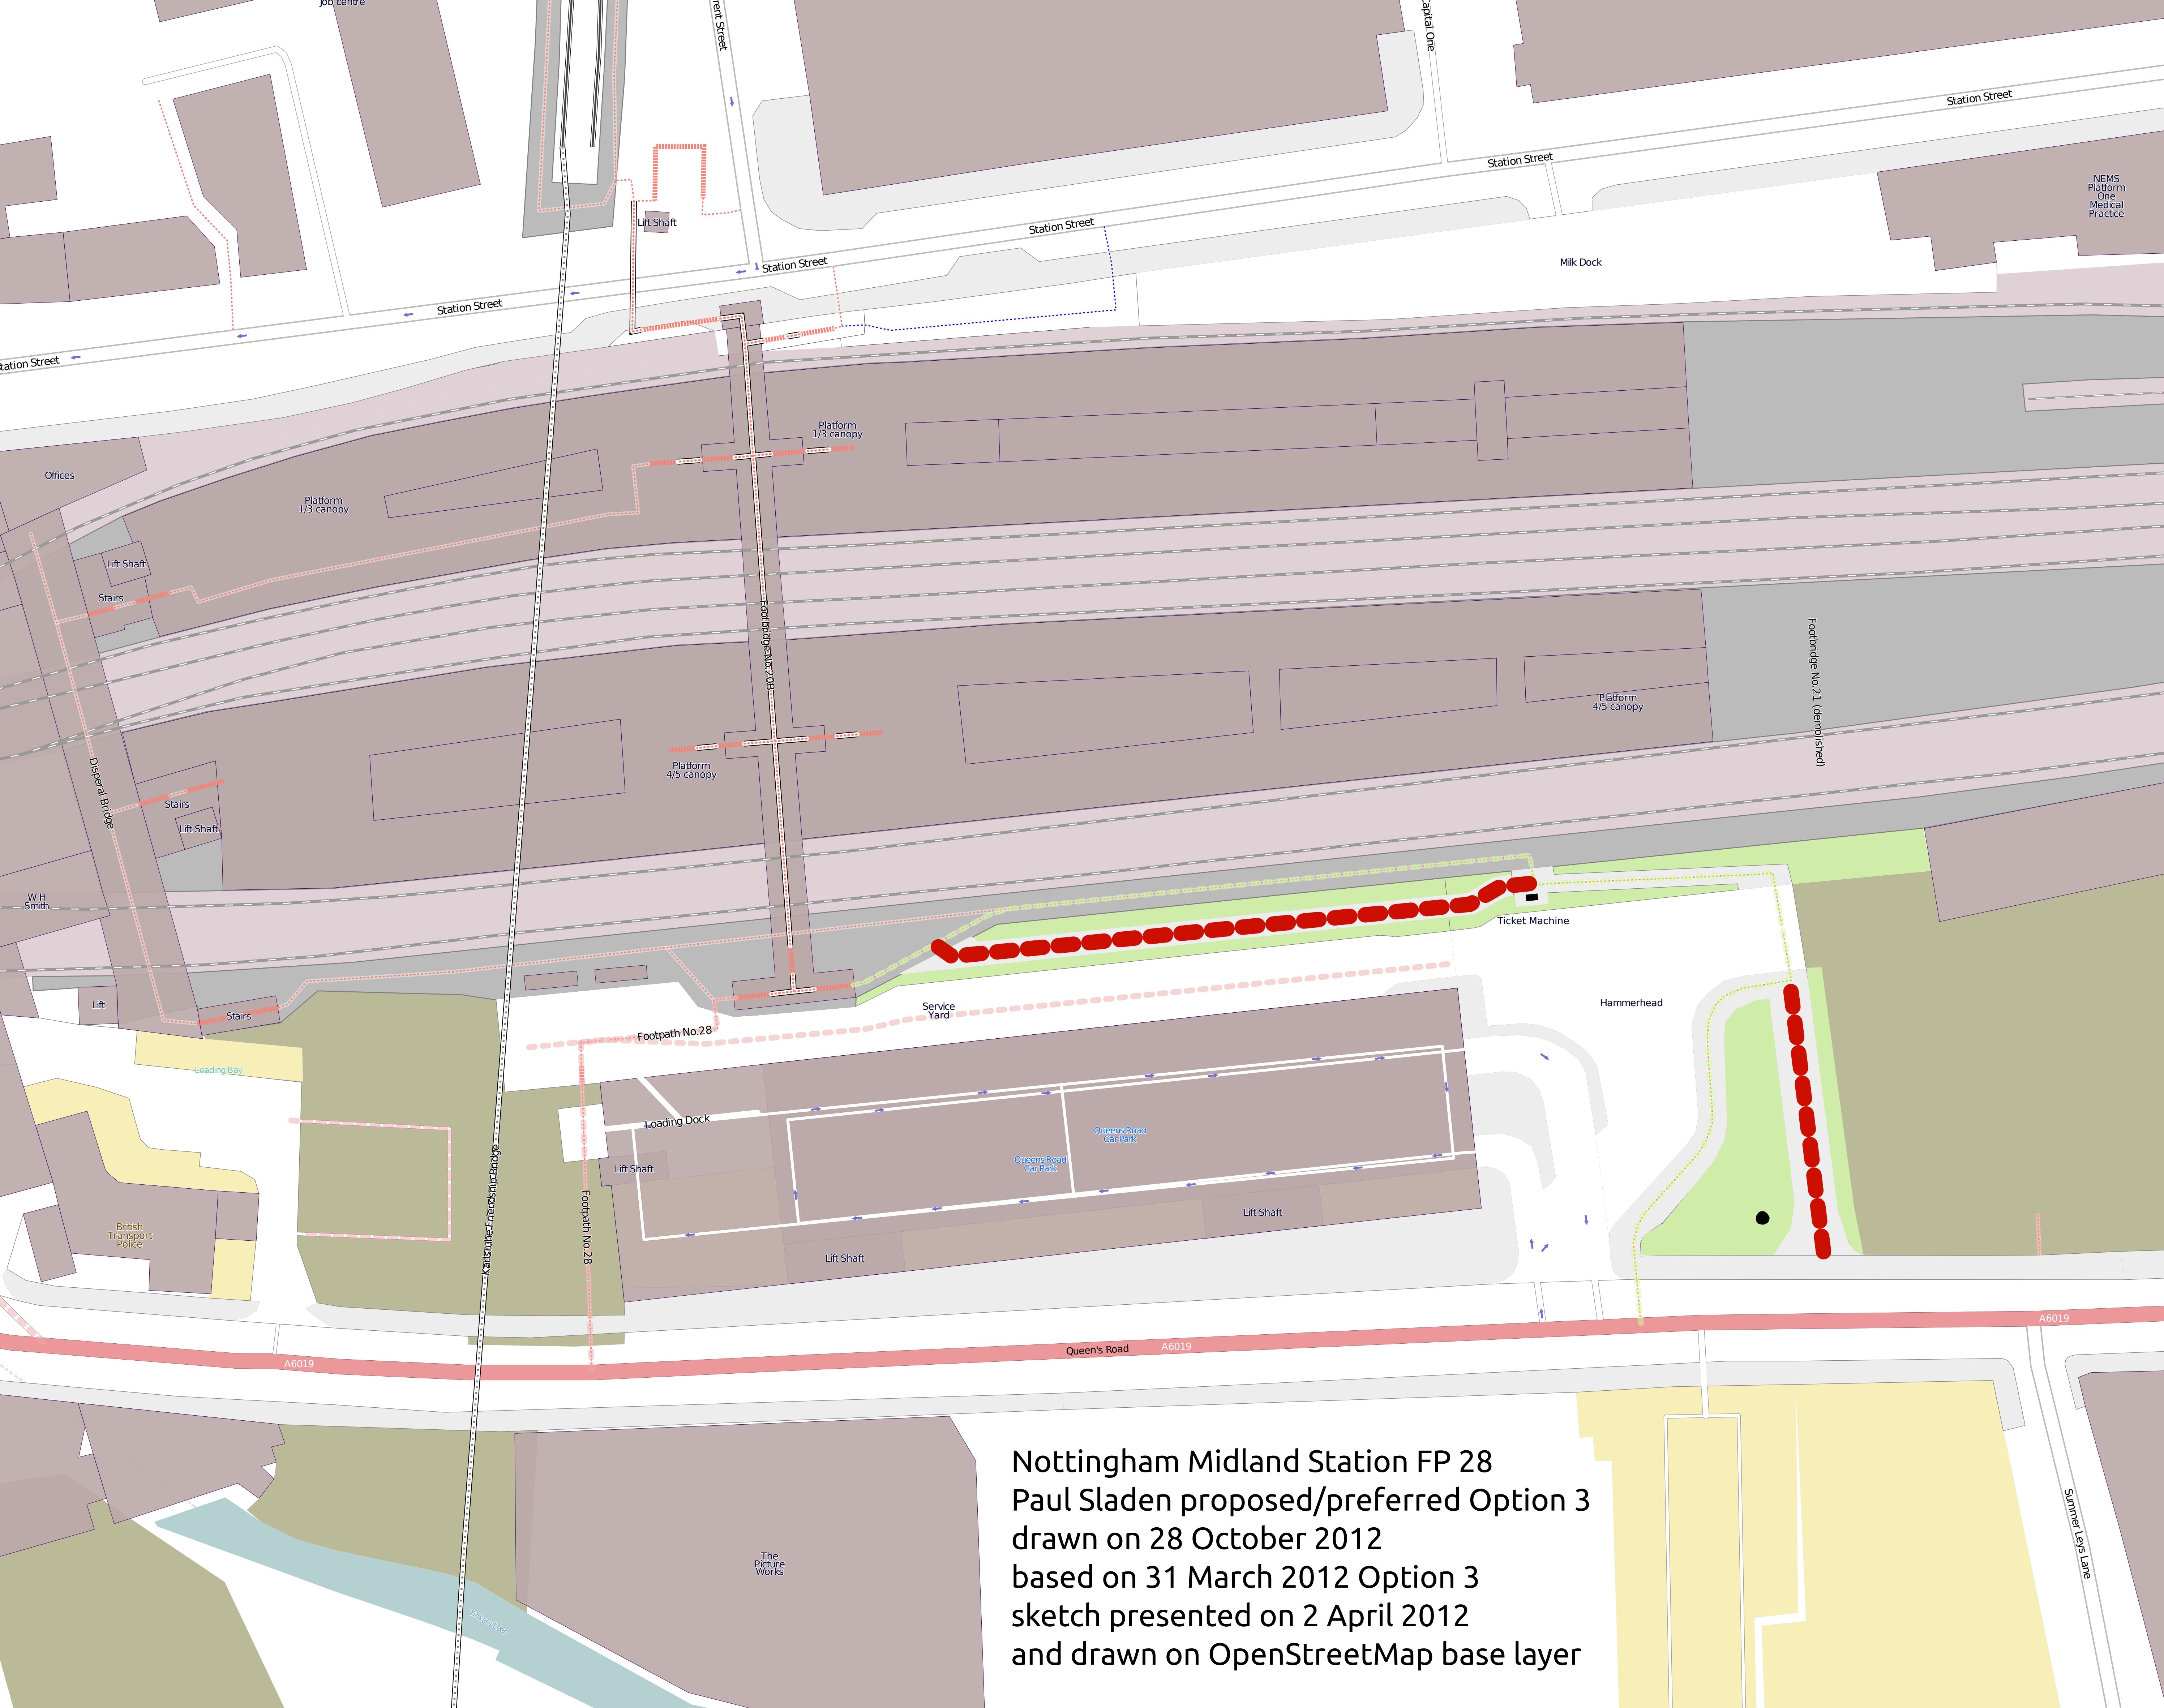 Job centre
Station Street
Station Street
Lift Shaft
NEMS
Platform
One
Medical
Practice
Station Street
Station Street
Milk Dock
Station Street
Platform
1/3 canopy
Offices
Platform
1/3 canopy
Lift Shaft
Stairs
Footbridge No.20B
Footbridge No.21 (demolished)
Platform
4/5 canopy
Platform
4/5 canopy
Disperal Bridge
Stairs
Lift Shaft
W H
Smith
Ticket Machine
Lift
Stairs
Service
Yard
Hammerhead
Footpath No.28
Loading Bay
Loading Dock
Queens Road
Car Park
Queens Road
Car Park
Lift Shaft
Karlsruhe Friendship Bridge
Footpath No.28
Lift Shaft
British
Transport
Police
Lift Shaft
A6019
A6019
Queen's Road
A6019
Summer Leys Lane
The
Picture
Works
Nottingham Midland Station FP 28
Paul Sladen proposed/preferred Option 3
drawn on 28 October 2012
based on 31 March 2012 Option 3
sketch presented on 2 April 2012
and drawn on OpenStreetMap base layer